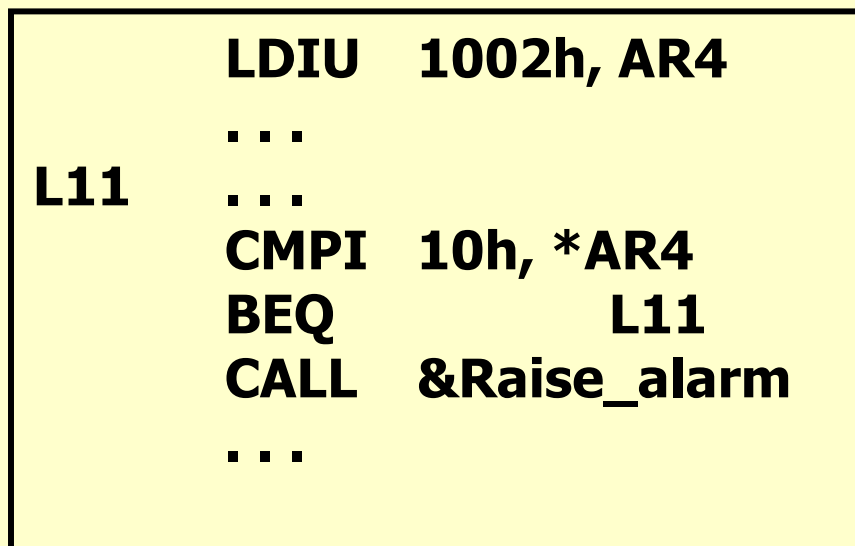 LDIU 1002h, AR4
. . .
L11 . . .
CMPI 10h, *AR4
BEQ L11
CALL &Raise_alarm
. . .